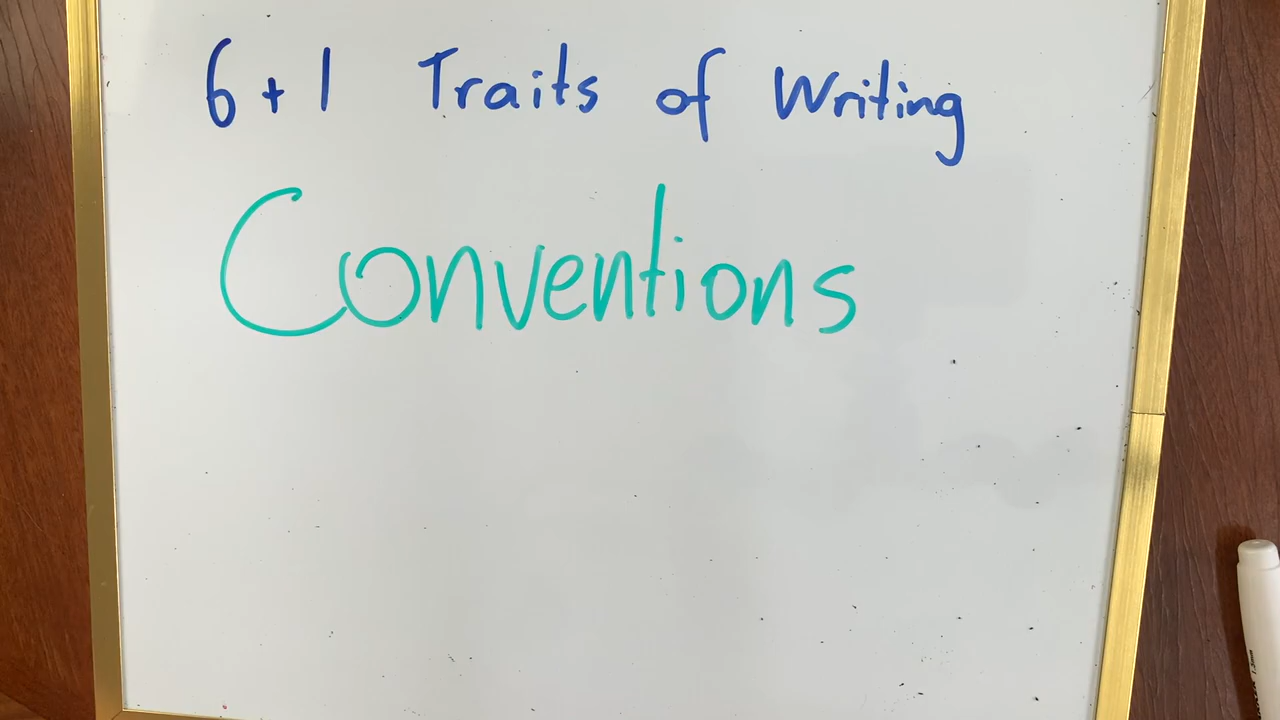 6+1 Traits of Writing
Conventions